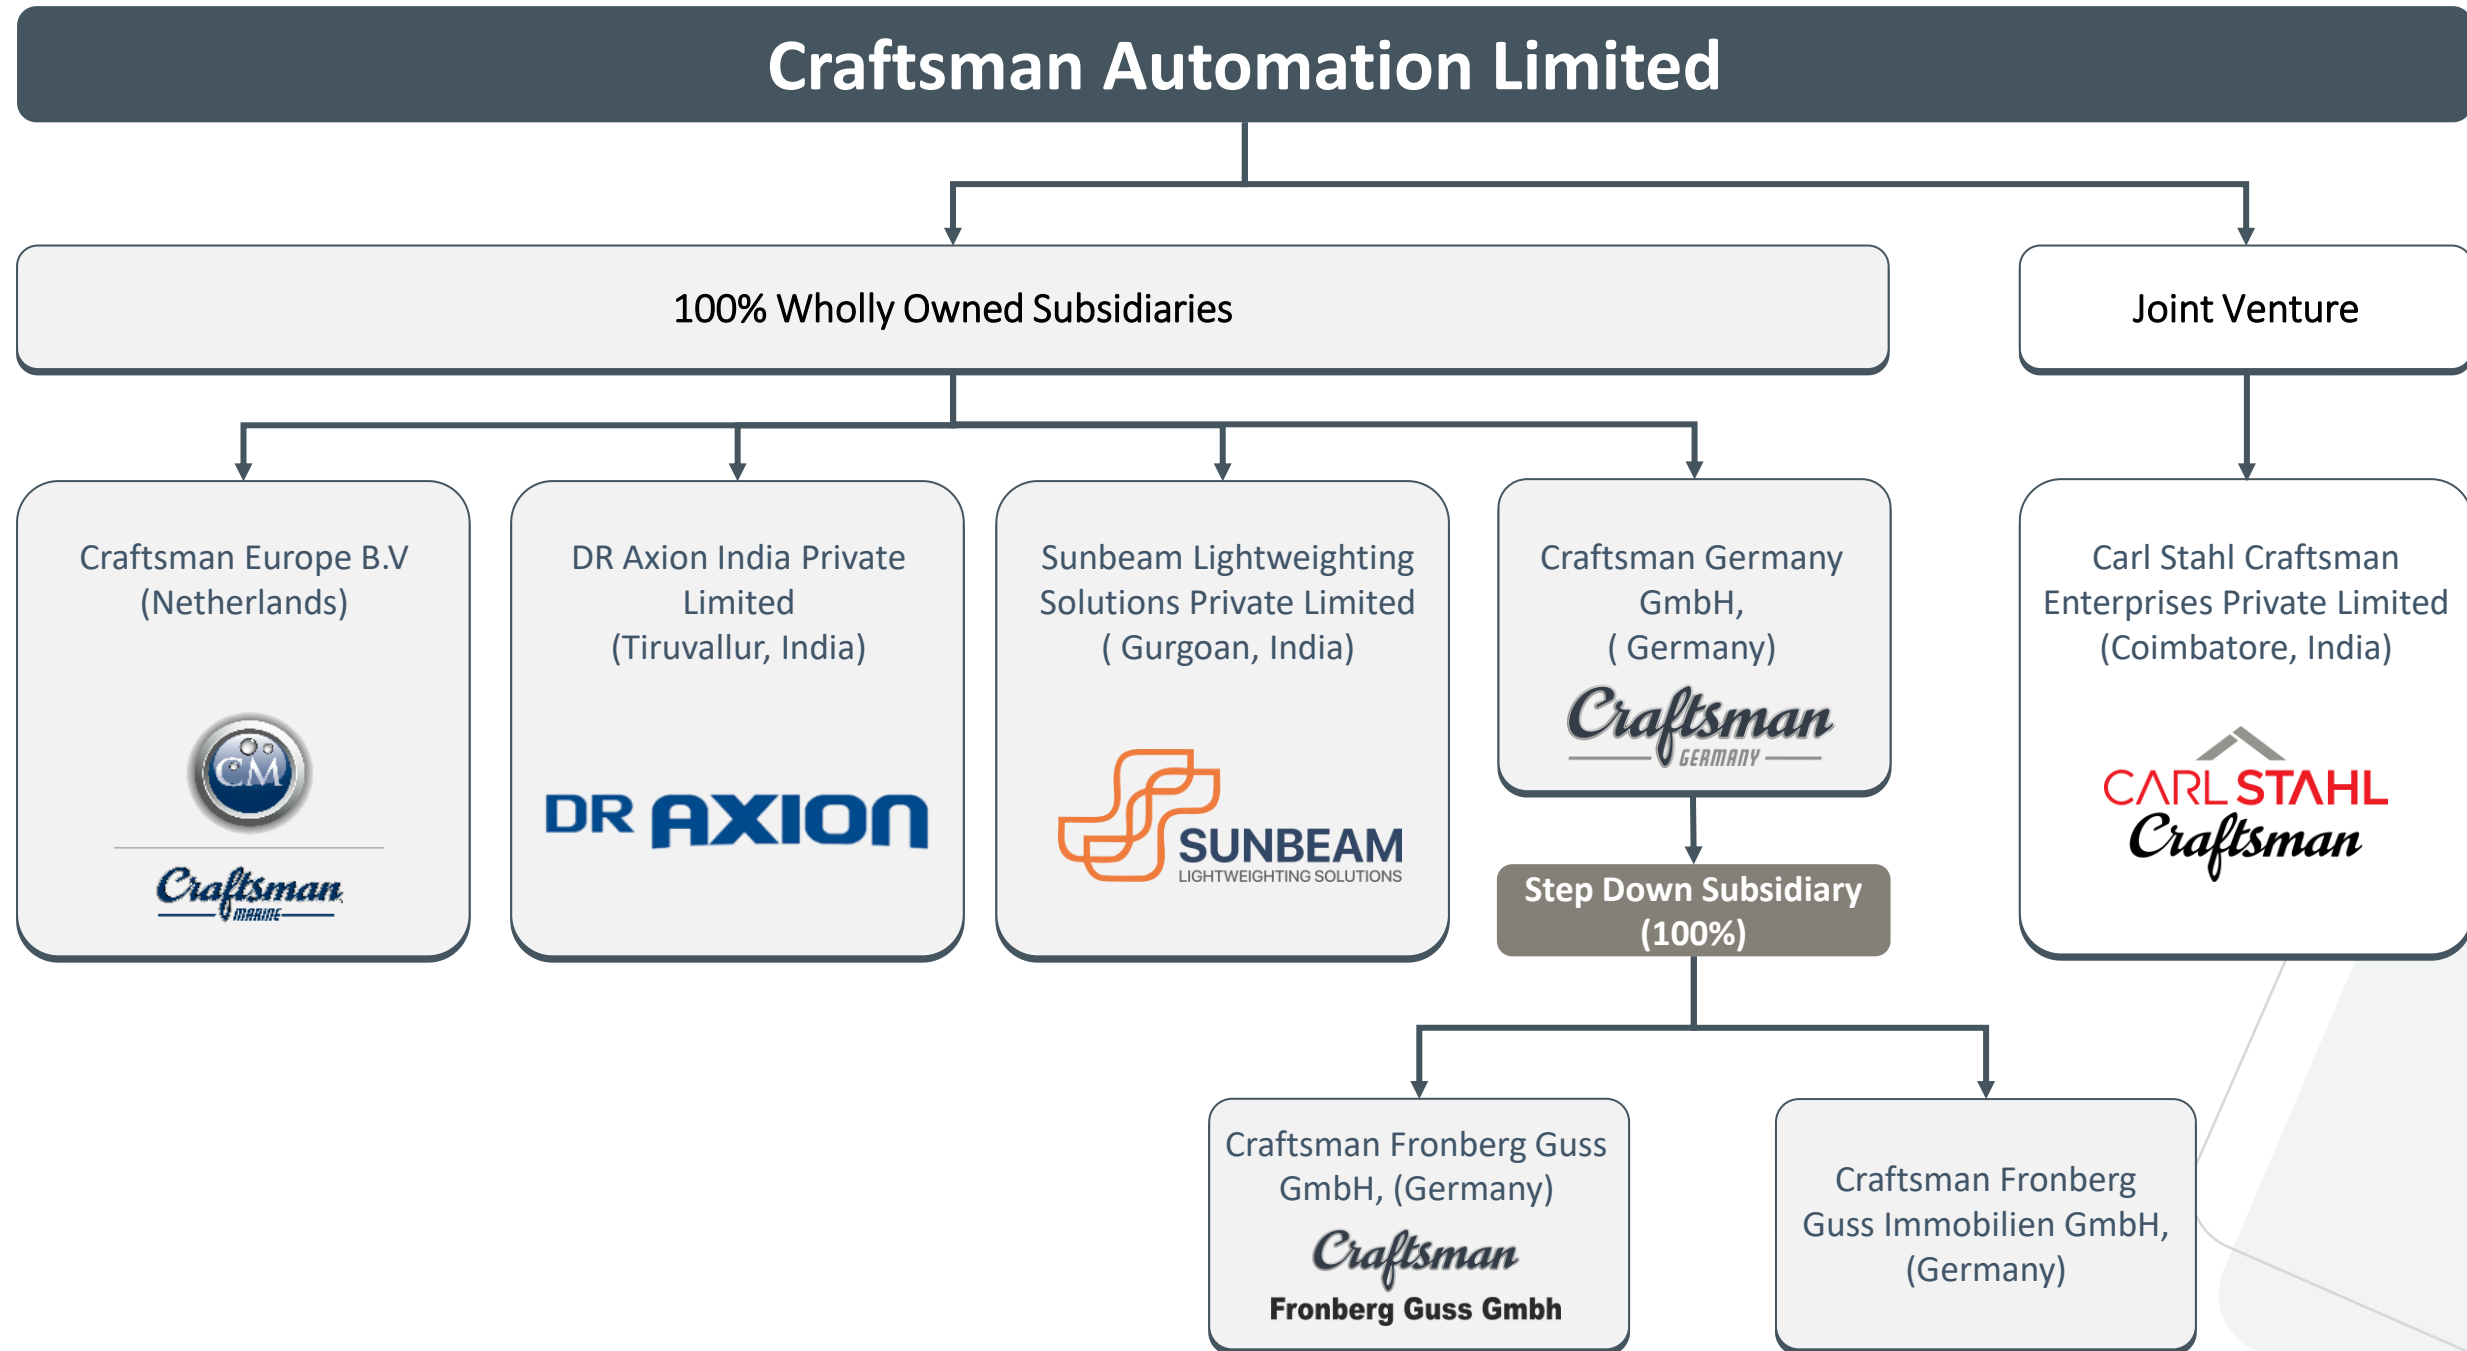 Craftsman Automation Limited
100% Wholly Owned Subsidiaries
Joint Venture
Craftsman Europe B.V
(Netherlands)
CM
Craftsman
MARINE
DR Axion India Private
Limited
(Tiruvallur, India)
DR AXION
Sunbeam Lightweighting
Solutions Private Limited
( Gurgoan, India)
SUNBEAM
LIGHTWEIGHTING SOLUTIONS
Craftsman Germany
GmbH,
( Germany)
Craftsman
GERMANY
Carl Stahl Craftsman
Enterprises Private Limited
(Coimbatore, India)
CARL STAHL
Craftsman
Step Down Subsidiary
(100%)
Craftsman Fronberg Guss
GmbH, (Germany)
Craftsman
Fronberg Guss Gmbh
Craftsman Fronberg
Guss Immobilien GmbH,
(Germany)